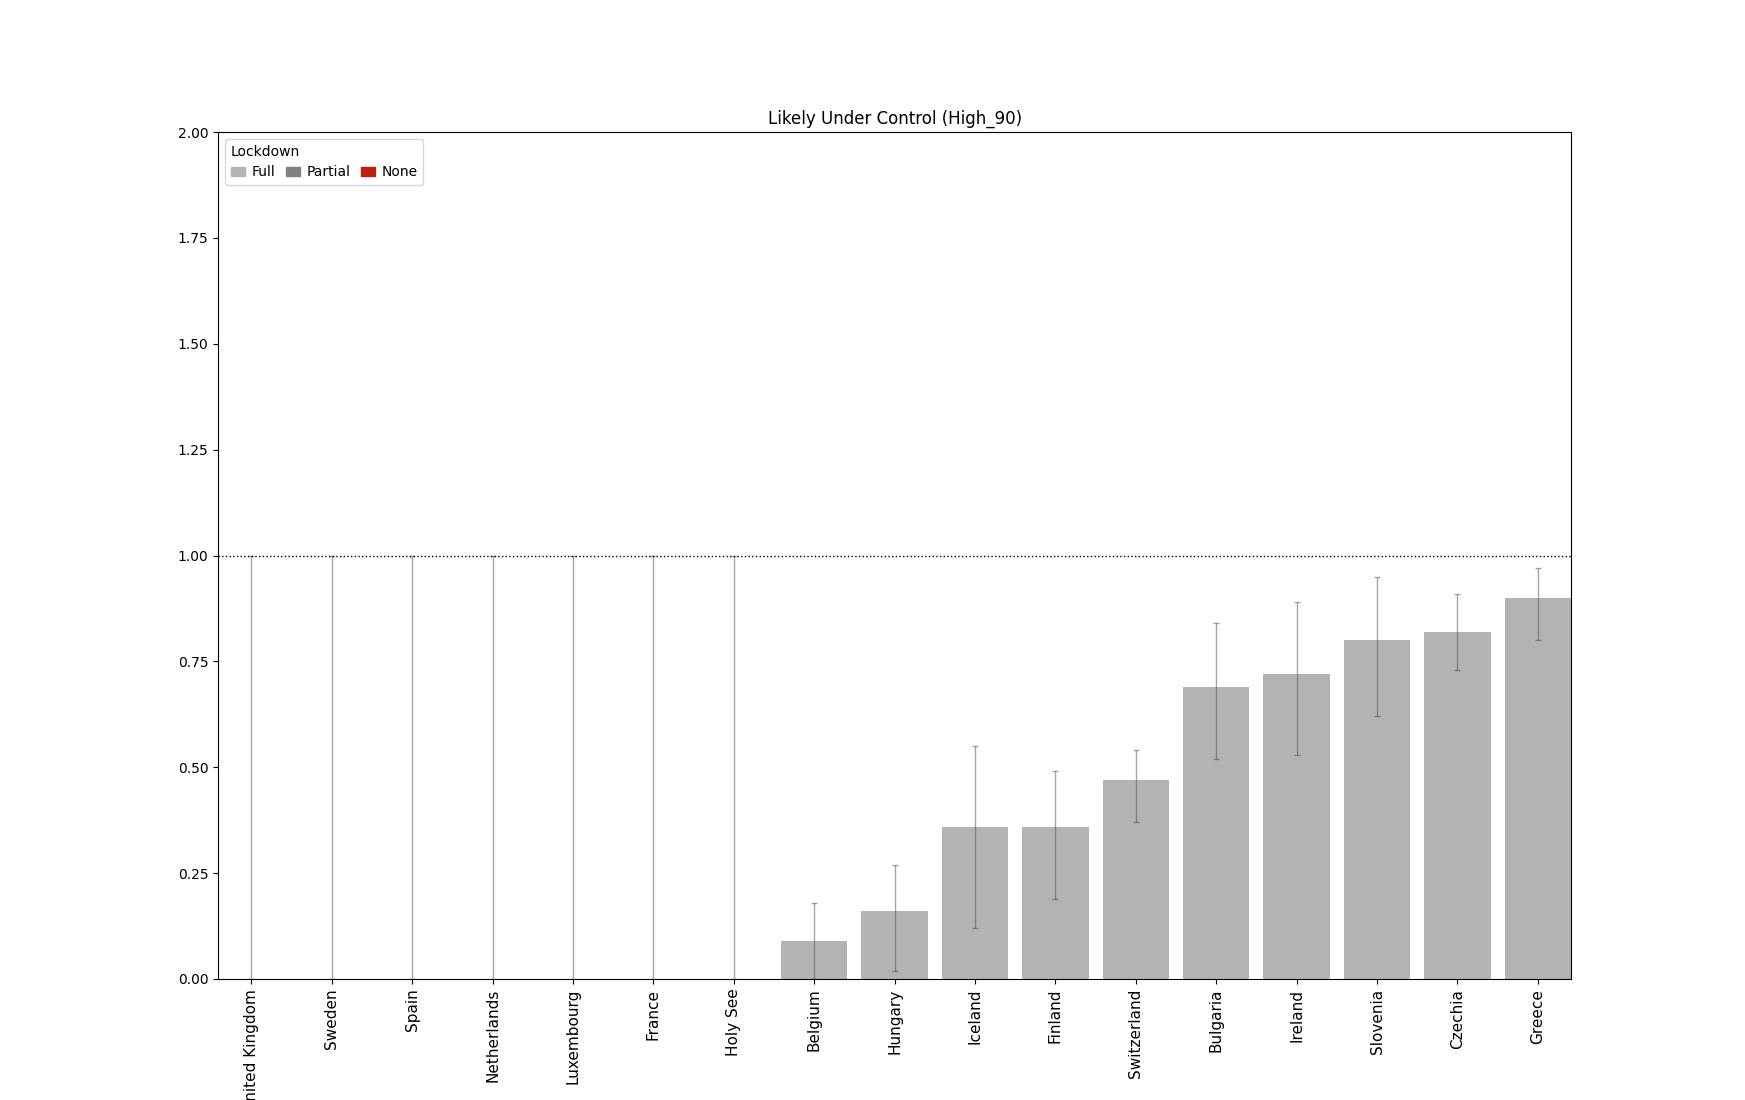 Likely Under Control (High_90)
2.00
Lockdown
Full Partial None
1.75
1.50
1.25
1.00
0.75
0.50
0.25
0.00
nited Kingdom
Sweden
Spain
Netherlands
Luxembourg
France
Holy See
Belgium
Hungary
Iceland
Finland
Switzerland
Bulgaria
Ireland
Slovenia
Czechia
Greece